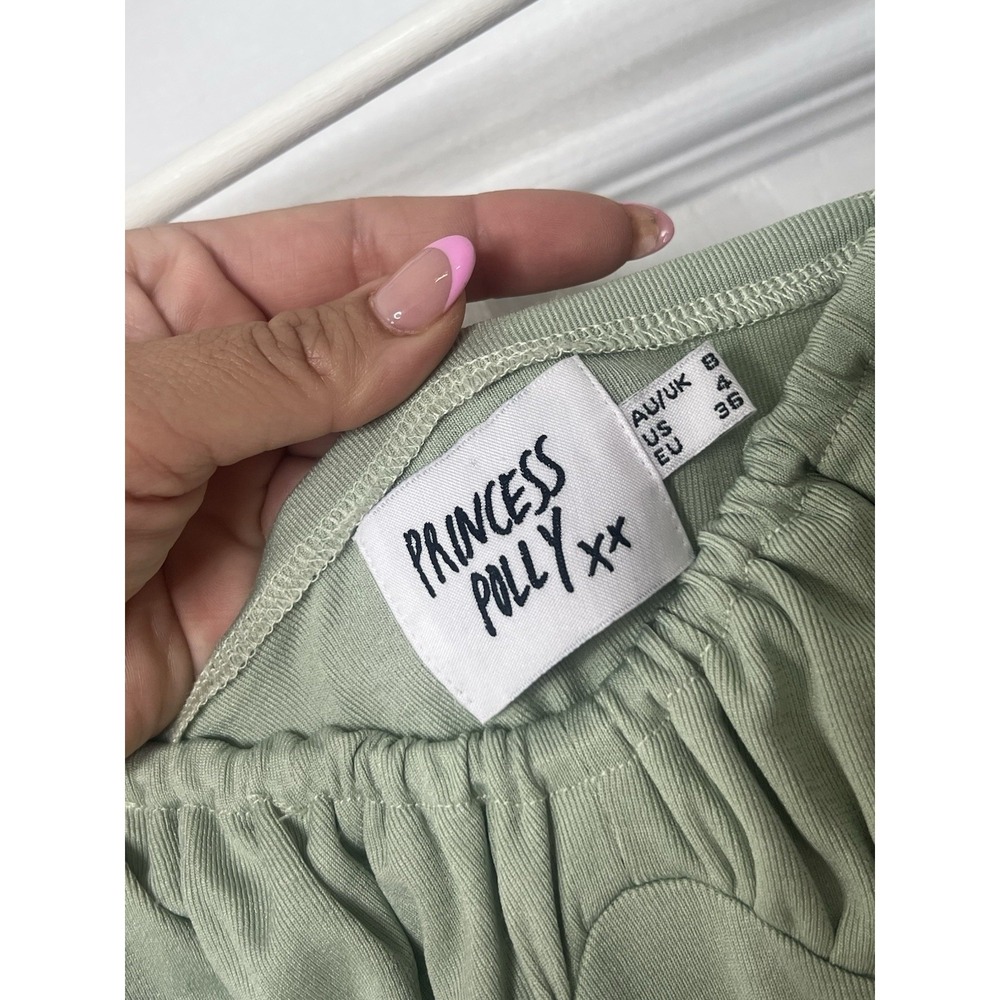 PRINCESS
POLLY xx
AU/UK 8
US 4
EU 36